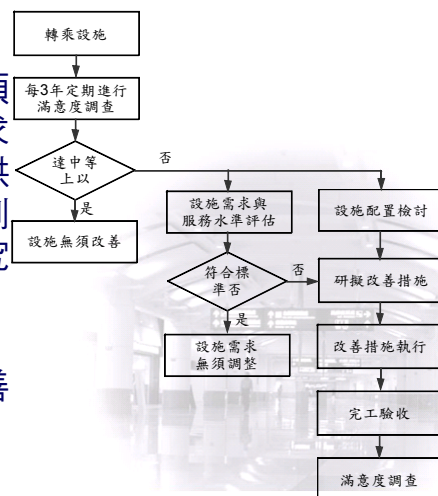 轉乘設施
每3年定期進行
滿意度調查
達中等
上以
否
是
設施無須改善
設施需求與
服務水準評估
設施配置檢討
符合標
準否
否
是
設施需求
無須調整
研擬改善措施
改善措施執行
完工驗收
滿意度調查
善